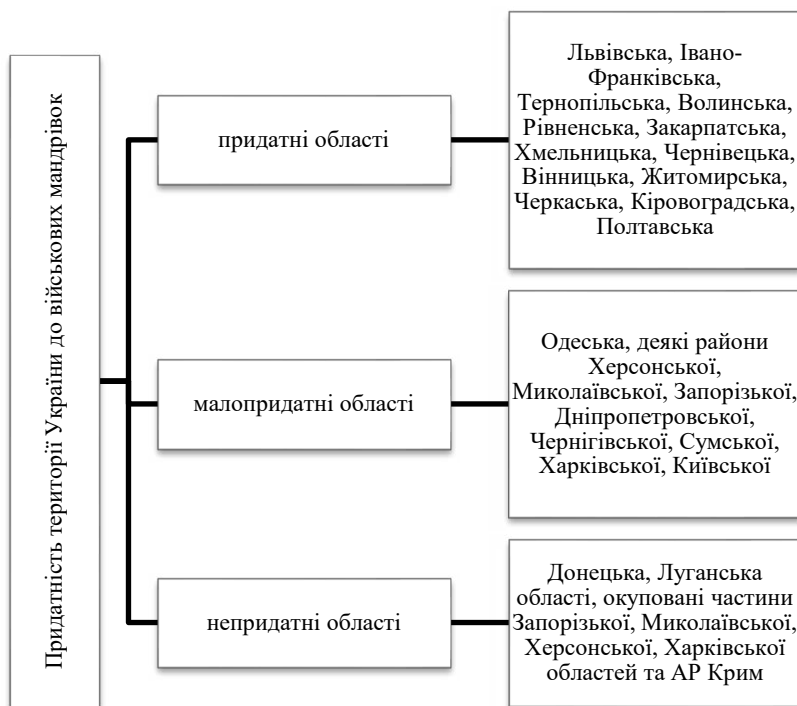 Придатність території України до військових мандрівок
придатні області
Львівська, Івано-
Франківська,
Тернопільська, Волинська,
Рівненська, Закарпатська,
Хмельницька, Чернівецька,
Вінницька, Житомирська,
Черкаська, Кіровоградська,
Полтавська
малопридатні області
Одеська, деякі райони
Херсонської,
Миколаївської, Запорізької,
Дніпропетровської,
Чернігівської, Сумської,
Харківської, Київської
непридатні області
Донецька, Луганська
області, окуповані частини
Запорізької, Миколаївської,
Херсонської, Харківської
областей та АР Крим